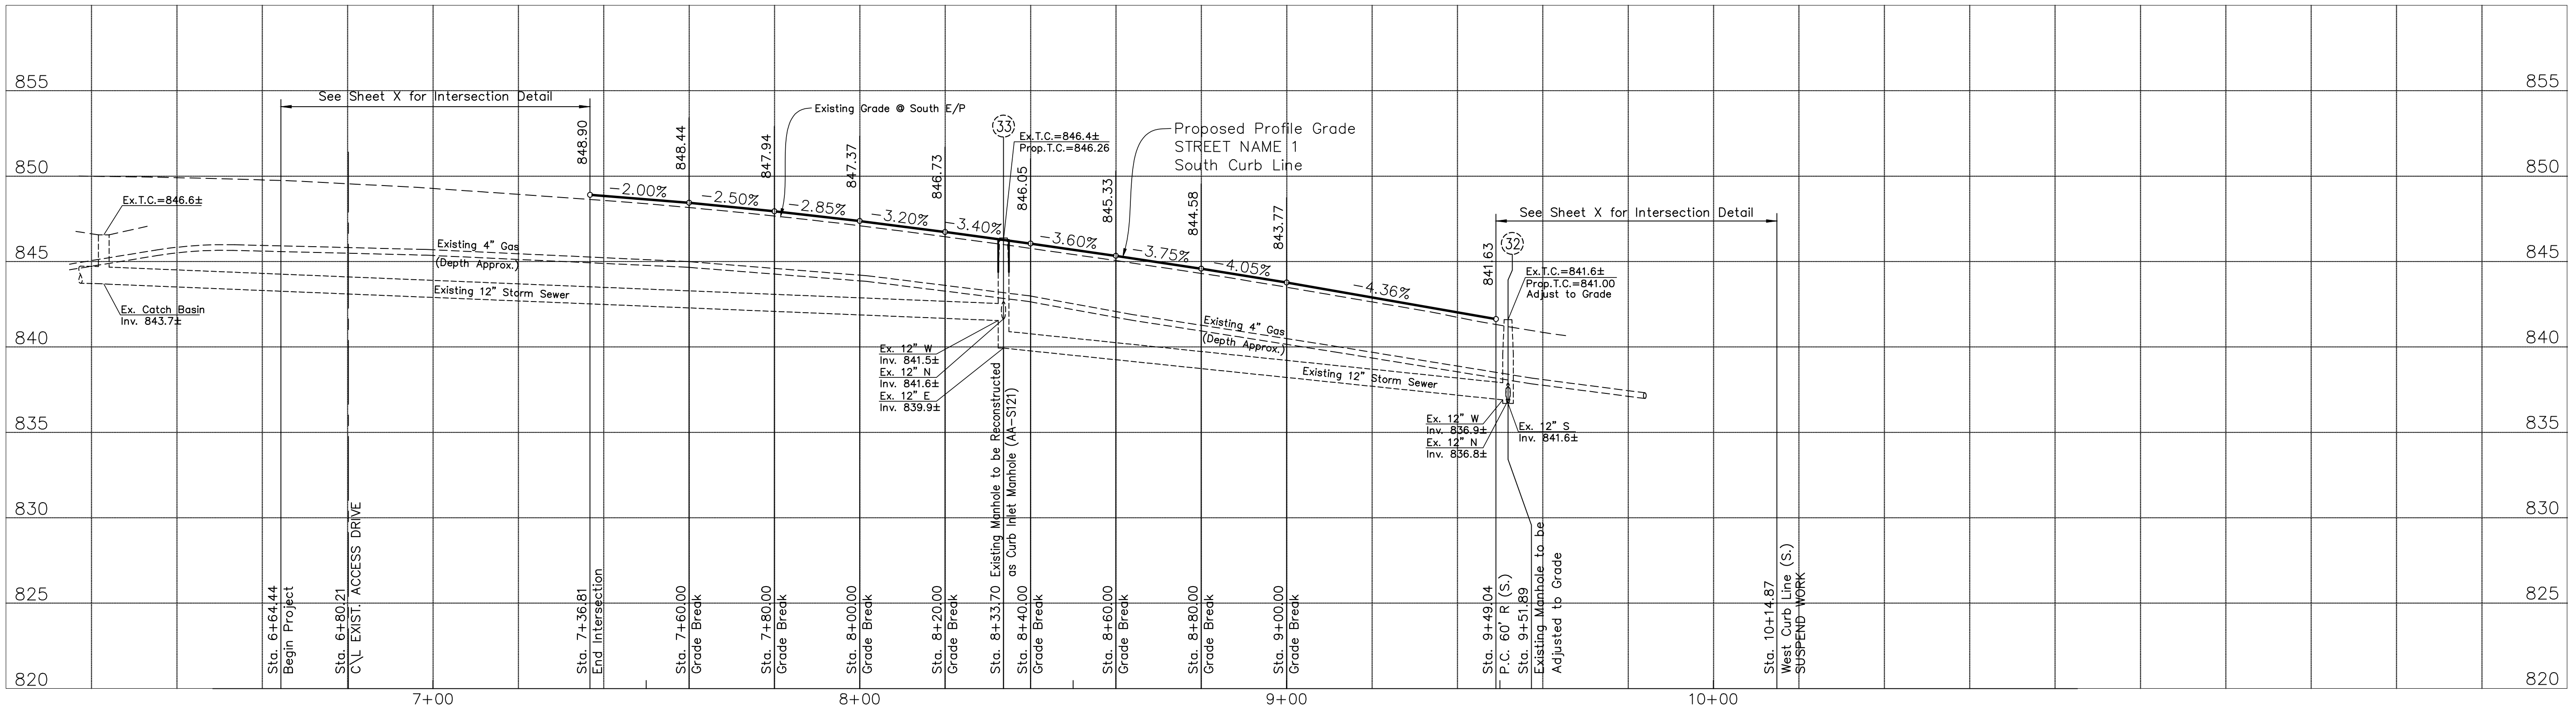 855
850
845
840
835
830
825
820
See Sheet X for Intersection Detail
848.90
848.44
847.94
847.37
846.73
846.05
845.33
844.58
843.77
841.63
Existing Grade @ South E/P
33
Ex.T.C.=846.4±
Prop.T.C.=846.26
Proposed Profile Grade
STREET NAME 1
South Curb Line
-2.00%
-2.50%
-2.85%
-3.20%
-3.40%
-3.60%
-3.75%
-4.05%
-4.36%
See Sheet X for Intersection Detail
32
Ex.T.C.=841.6±
Prop.T.C.=841.00
Adjust to Grade
Ex.T.C.=846.6±
Existing 4" Gas
(Depth Approx.)
Existing 12" Storm Sewer
Ex. Catch Basin
Inv. 843.7±
Ex. 12" W
Inv. 841.5±
Ex. 12" N
Inv. 841.6±
Ex. 12" E
Inv. 839.9±
Existing 4" Gas
(Depth Approx.)
Existing 12" Storm Sewer
Ex. 12" W
Inv. 836.9±
Ex. 12" N
Inv. 836.8±
Ex. 12" S
Inv. 841.6±
Sta. 6+64.44
Begin Project
Sta. 6+80.21
C\L EXIST. ACCESS DRIVE
Sta. 7+36.81
End Intersection
Sta. 7+60.00
Grade Break
Sta. 7+80.00
Grade Break
Sta. 8+00.00
Grade Break
Sta. 8+20.00
Grade Break
Sta. 8+33.70 Existing Manhole to be Reconstructed
as Curb Inlet Manhole (AA-S121)
Sta. 8+40.00
Grade Break
Sta. 8+60.00
Grade Break
Sta. 8+80.00
Grade Break
Sta. 9+00.00
Grade Break
Sta. 9+49.04
P.C. 60' R (S.)
Sta. 9+51.89
Existing Manhole to be
Adjusted to Grade
Sta. 10+14.87
West Curb Line (S.)
SUSPEND WORK
855
850
845
840
835
830
825
820
7+00
8+00
9+00
10+00